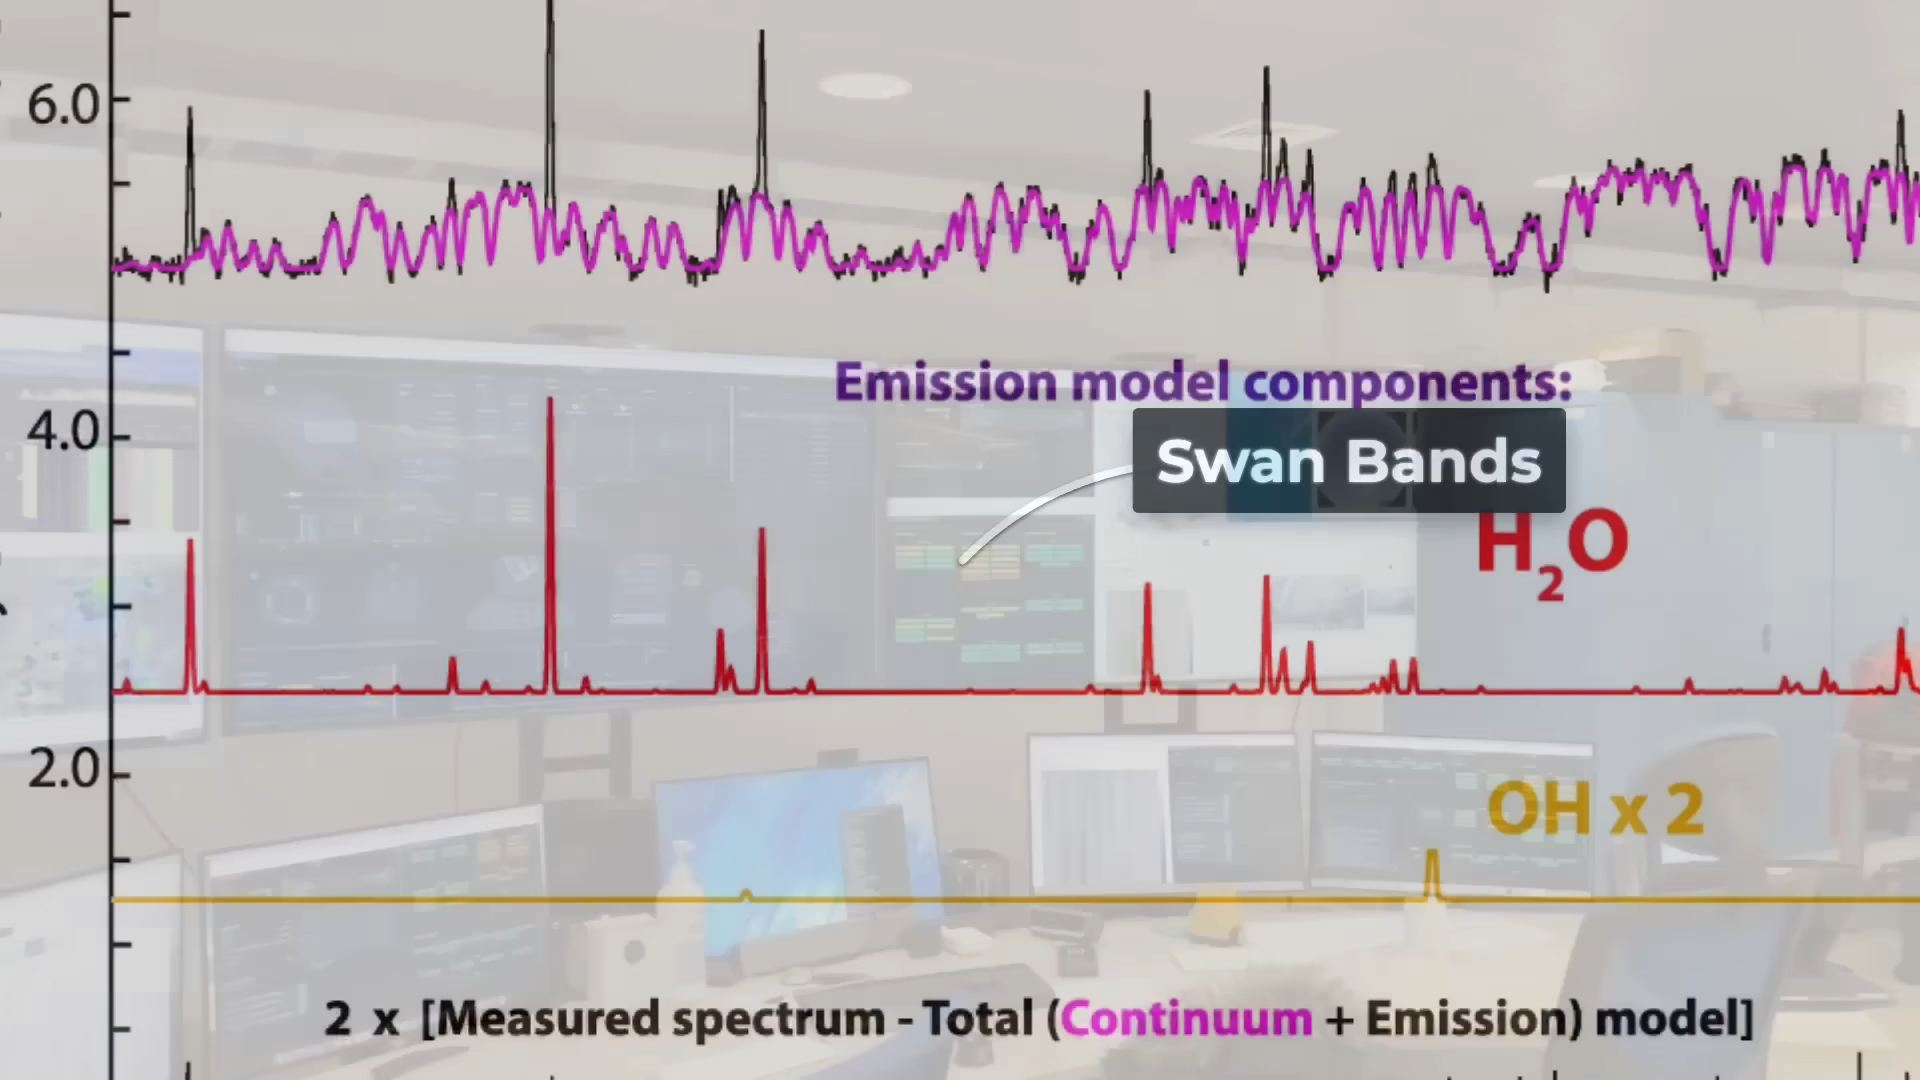 6.0
Emission model components:
4.0
Swan Bands
H₂O
2.0
OH x 2
2 x [Measured spectrum - Total (Continuum + Emission) model]